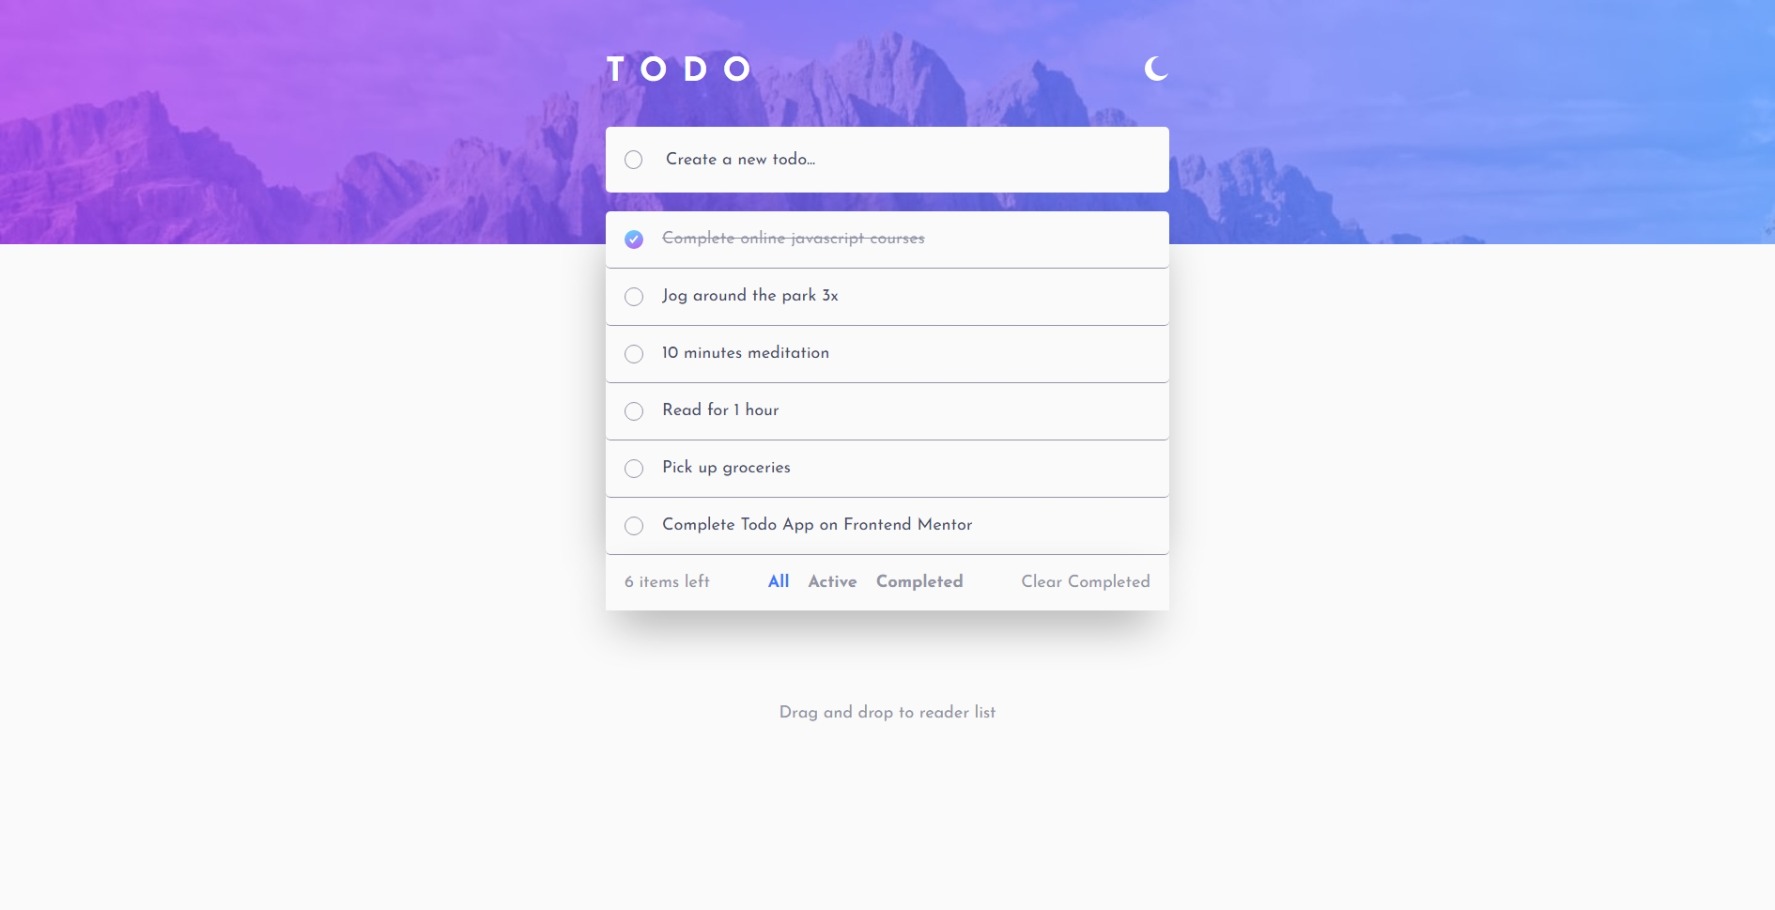 TODO
Create a new todo...
Complete online javascript courses
Jog around the park 3x
10 minutes meditation
Read for 1 hour
Pick up groceries
Complete Todo App on Frontend Mentor
6 items left All Active Completed Clear Completed
Drag and drop to reader list